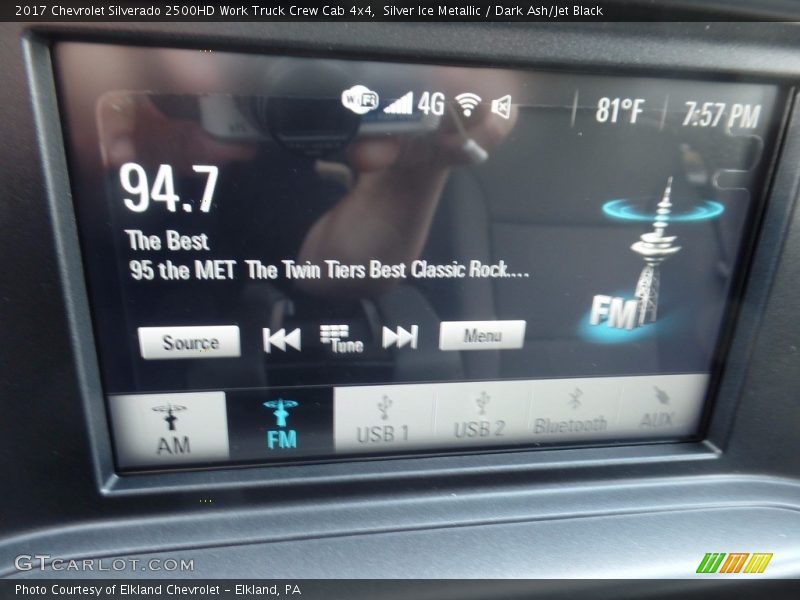 2017 Chevrolet Silverado 2500HD Work Truck Crew Cab 4x4, Silver Ice Metallic / Dark Ash/Jet Black
WiFi 4G 81°F 7:57 PM
94.7
The Best
95 the MET The Twin Tiers Best Classic Rock....
FM
Source Tune Menu
AM FM USB 1 USB 2 Bluetooth AUX
GTCARLOT.COM
Photo Courtesy of Elkland Chevrolet - Elkland, PA